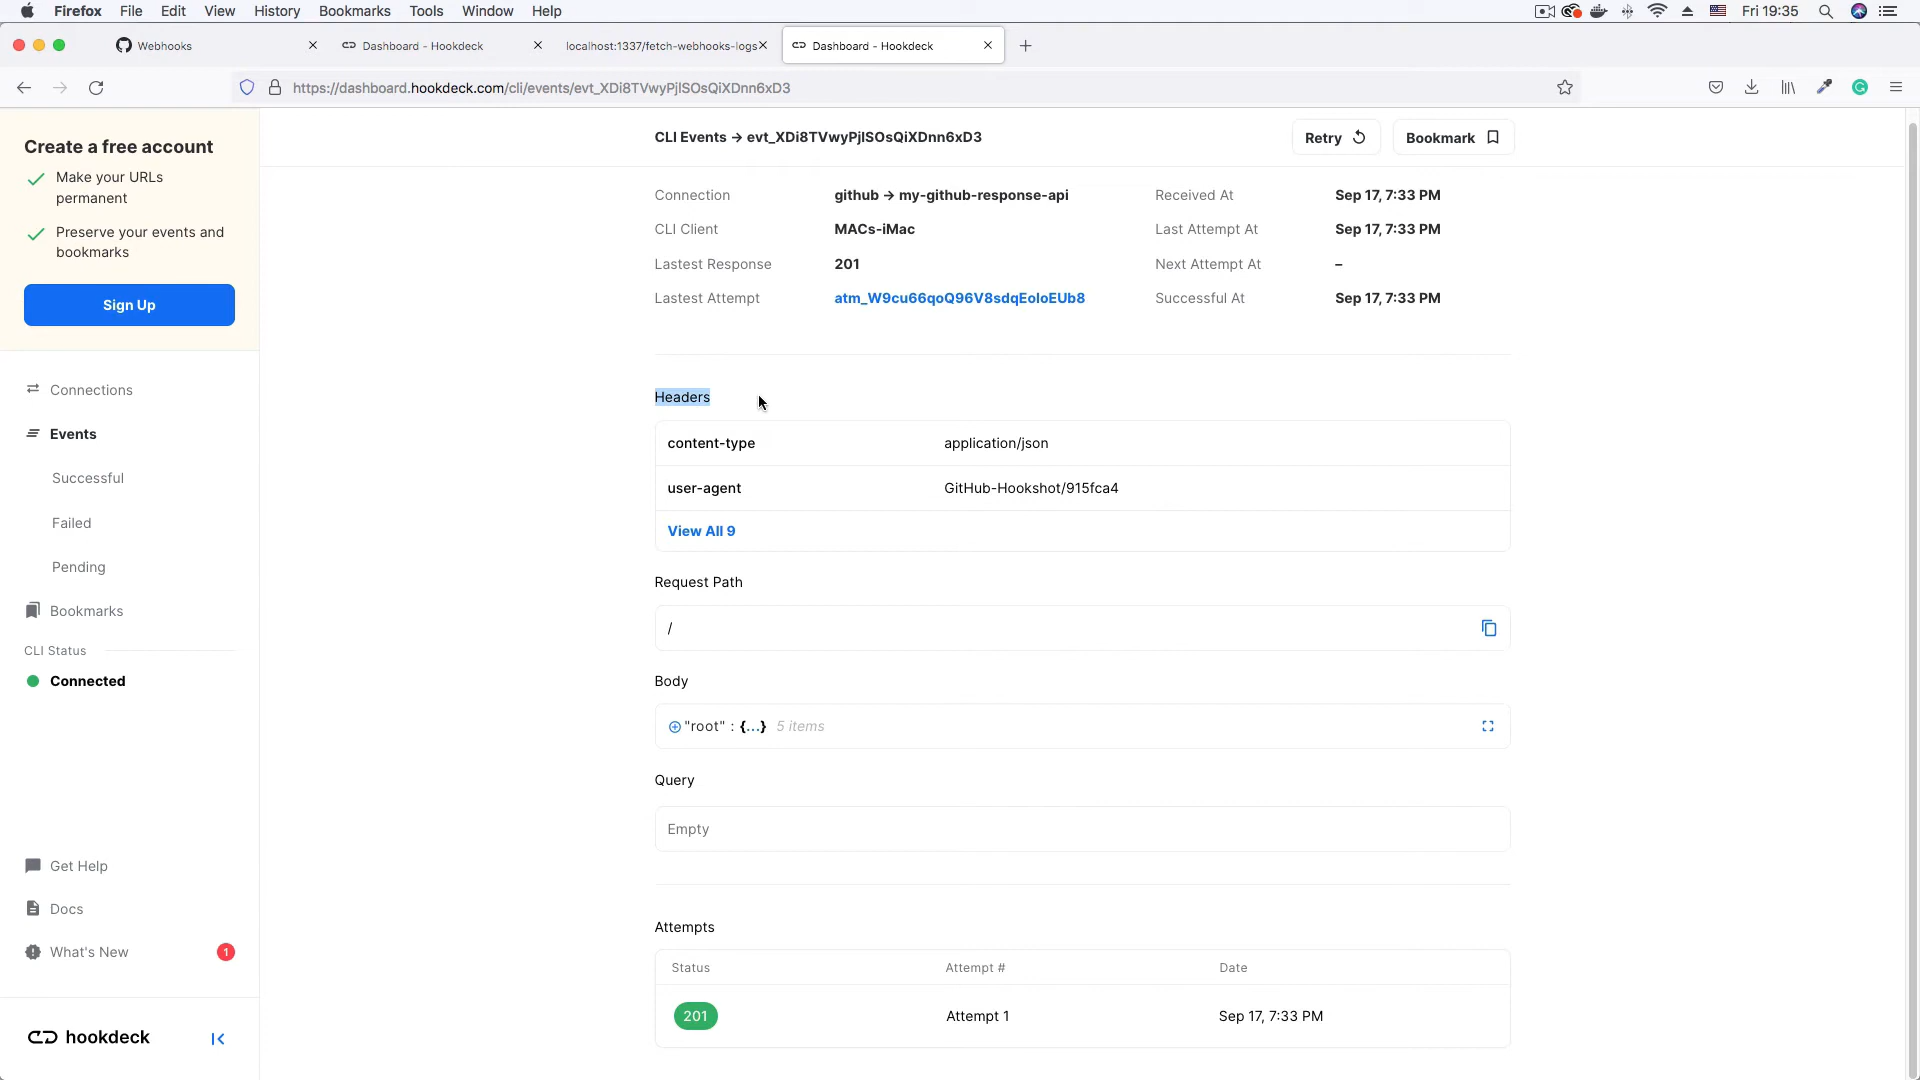 Firefox File Edit View History Bookmarks Tools Window Help Fri 19:35
Webhooks Dashboard - Hookdeck localhost:1337/fetch-webhooks-logs Dashboard - Hookdeck
https://dashboard.hookdeck.com/cli/events/evt_XDi8TVwyPjlSOsQiXDnn6xD3
Create a free account
Make your URLs
permanent
Preserve your events and
bookmarks
Sign Up
Connections
Events
Successful
Failed
Pending
Bookmarks
CLI Status
Connected
Get Help
Docs
What's New 1
hookdeck
CLI Events → evt_XDi8TVwyPjlSOsQiXDnn6xD3 Retry Bookmark
Connection github → my-github-response-api Received At Sep 17, 7:33 PM
CLI Client MACs-iMac Last Attempt At Sep 17, 7:33 PM
Lastest Response 201 Next Attempt At –
Lastest Attempt atm_W9cu66qoQ96V8sdqEoloEUb8 Successful At Sep 17, 7:33 PM
Headers
content-type application/json
user-agent GitHub-Hookshot/915fca4
View All 9
Request Path
/
Body
"root" : {...} 5 items
Query
Empty
Attempts
Status Attempt # Date
201 Attempt 1 Sep 17, 7:33 PM